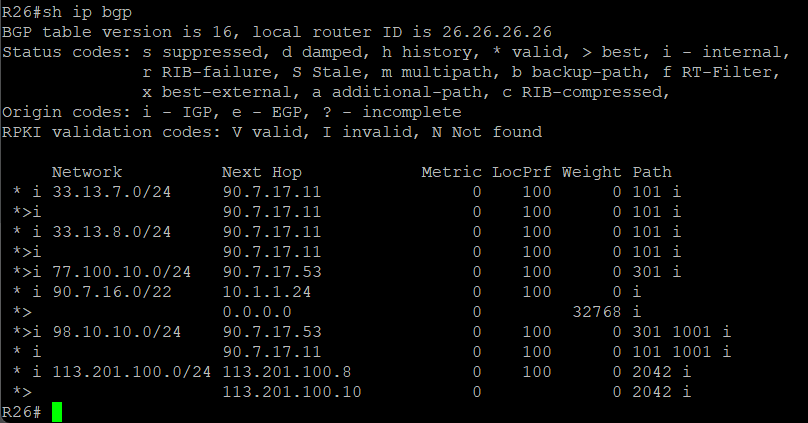 R26#sh ip bgp
BGP table version is 16, local router ID is 26.26.26.26
Status codes: s suppressed, d damped, h history, * valid, > best, i - internal,
              r RIB-failure, S Stale, m multipath, b backup-path, f RT-Filter,
              x best-external, a additional-path, c RIB-compressed,
Origin codes: i - IGP, e - EGP, ? - incomplete
RPKI validation codes: V valid, I invalid, N Not found

     Network          Next Hop            Metric LocPrf Weight Path
 * i 33.13.7.0/24     90.7.17.11               0    100      0 101 i
 *>i                  90.7.17.11               0    100      0 101 i
 * i 33.13.8.0/24     90.7.17.11               0    100      0 101 i
 *>i                  90.7.17.11               0    100      0 101 i
 *>i 77.100.10.0/24   90.7.17.53               0    100      0 301 i
 * i 90.7.16.0/22     10.1.1.24                0    100      0 i
 *>                   0.0.0.0                  0         32768 i
 *>i 98.10.10.0/24    90.7.17.53               0    100      0 301 1001 i
 * i                  90.7.17.11               0    100      0 101 1001 i
 * i 113.201.100.0/24 113.201.100.8            0    100      0 2042 i
 *>                   113.201.100.10           0             0 2042 i
R26#